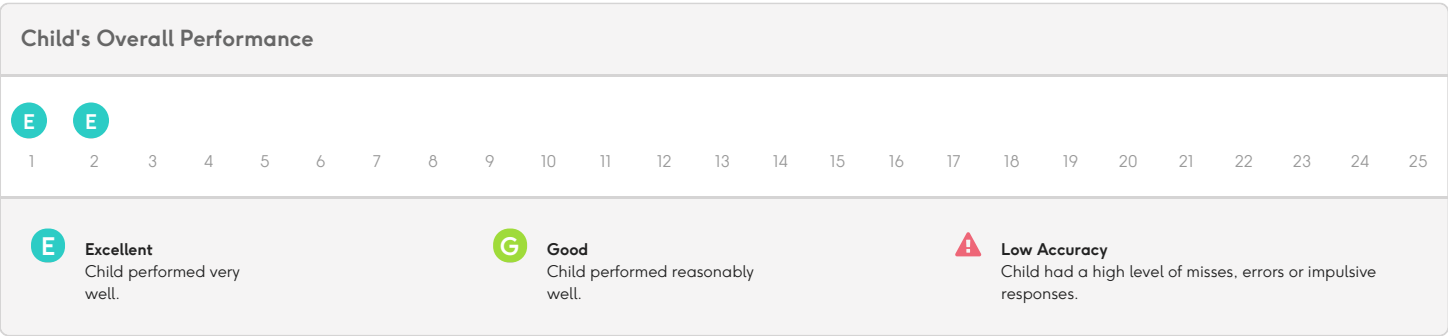 Child's Overall Performance
E E
1 2 3 4 5 6 7 8 9 10 11 12 13 14 15 16 17 18 19 20 21 22 23 24 25
E Excellent
Child performed very
well.
G Good
Child performed reasonably
well.
Low Accuracy
Child had a high level of misses, errors or impulsive
responses.